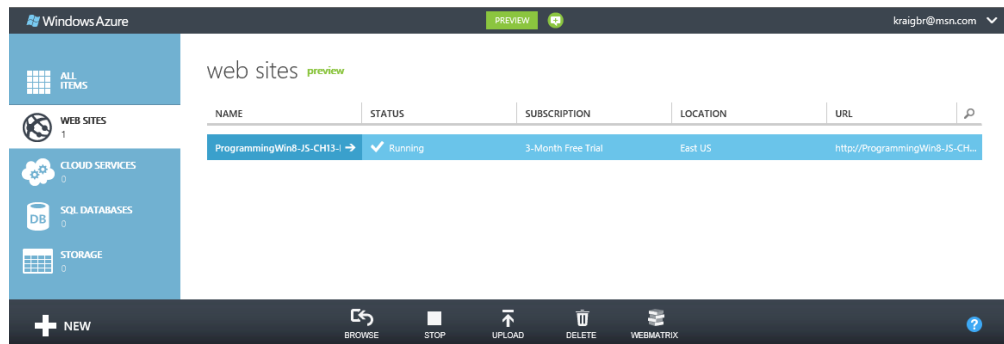 Windows Azure
PREVIEW
kraigbr@msn.com
ALL ITEMS
WEB SITES
1
CLOUD SERVICES
0
DB
SQL DATABASES
0
STORAGE
0
web sites preview
NAME STATUS SUBSCRIPTION LOCATION URL
ProgrammingWin8-JS-CH13- Running 3-Month Free Trial East US http://ProgrammingWin8-JS-CH...
NEW
BROWSE STOP UPLOAD DELETE WEBMATRIX
?